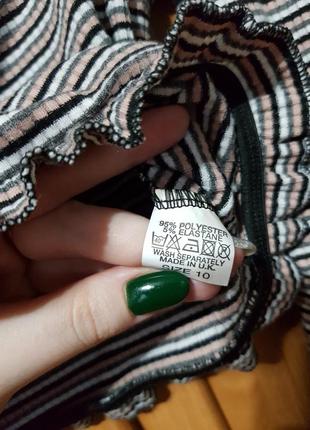 95% POLYESTER
5% ELASTANE
WASH SEPARATELY
MADE IN U.K.
SIZE 10